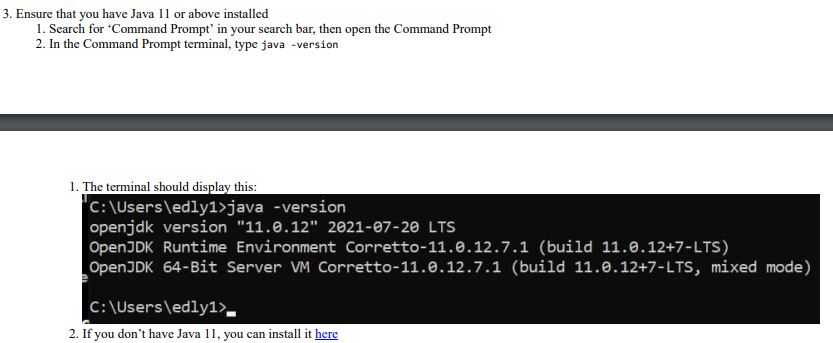 3. Ensure that you have Java 11 or above installed
1. Search for ‘Command Prompt’ in your search bar, then open the Command Prompt
2. In the Command Prompt terminal, type java -version
1. The terminal should display this:
C:\Users\edly1>java -version
openjdk version "11.0.12" 2021-07-20 LTS
OpenJDK Runtime Environment Corretto-11.0.12.7.1 (build 11.0.12+7-LTS)
OpenJDK 64-Bit Server VM Corretto-11.0.12.7.1 (build 11.0.12+7-LTS, mixed mode)
C:\Users\edly1>
2. If you don’t have Java 11, you can install it here